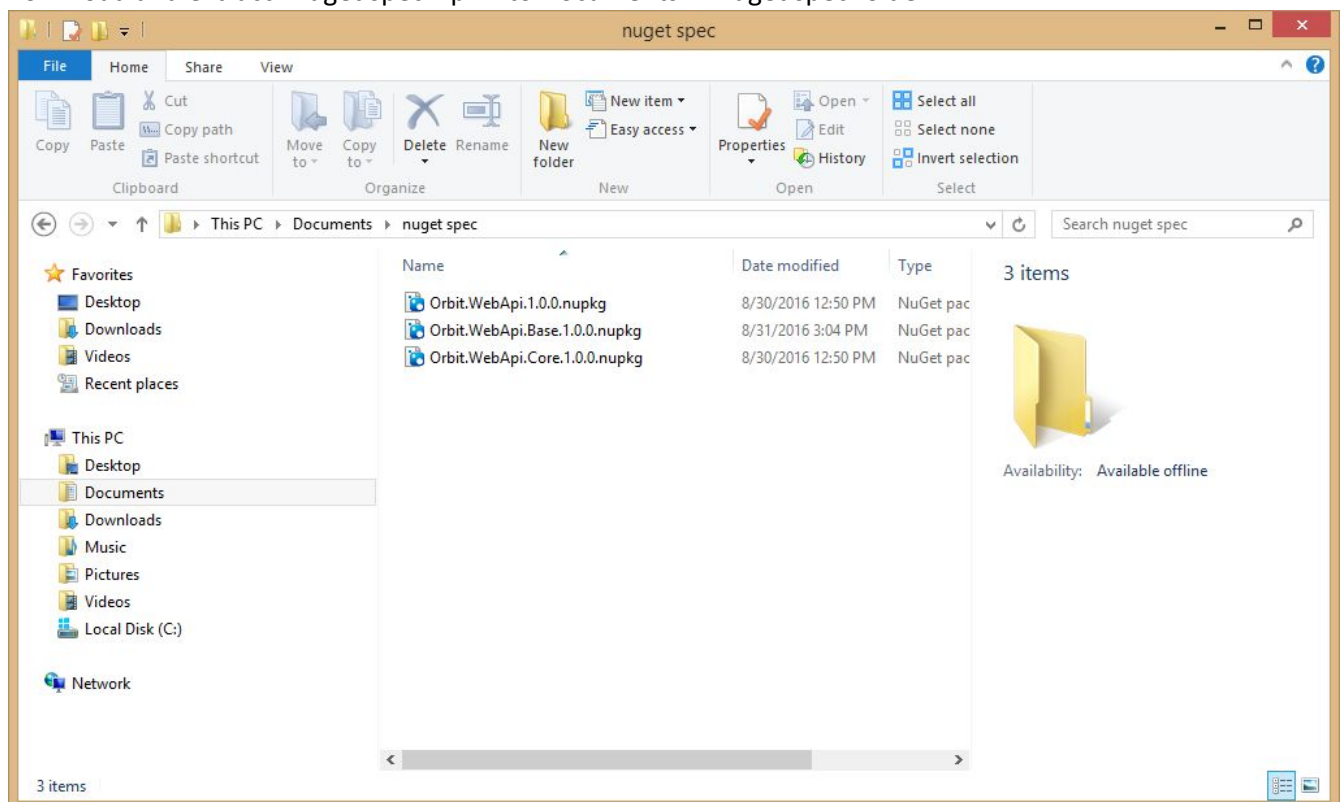 nuget spec
File Home Share View
Copy
Paste
Cut
Copy path
Paste shortcut
Clipboard
Move to
Copy to
Delete
Rename
Organize
New folder
New item
Easy access
New
Properties
Open
Edit
History
Open
Select all
Select none
Invert selection
Select
This PC Documents nuget spec
Search nuget spec
Favorites
Desktop
Downloads
Videos
Recent places
This PC
Desktop
Documents
Downloads
Music
Pictures
Videos
Local Disk (C:)
Network
Name Date modified Type
Orbit.WebApi.1.0.0.nupkg 8/30/2016 12:50 PM NuGet pac
Orbit.WebApi.Base.1.0.0.nupkg 8/31/2016 3:04 PM NuGet pac
Orbit.WebApi.Core.1.0.0.nupkg 8/30/2016 12:50 PM NuGet pac
3 items
Availability: Available offline
3 items